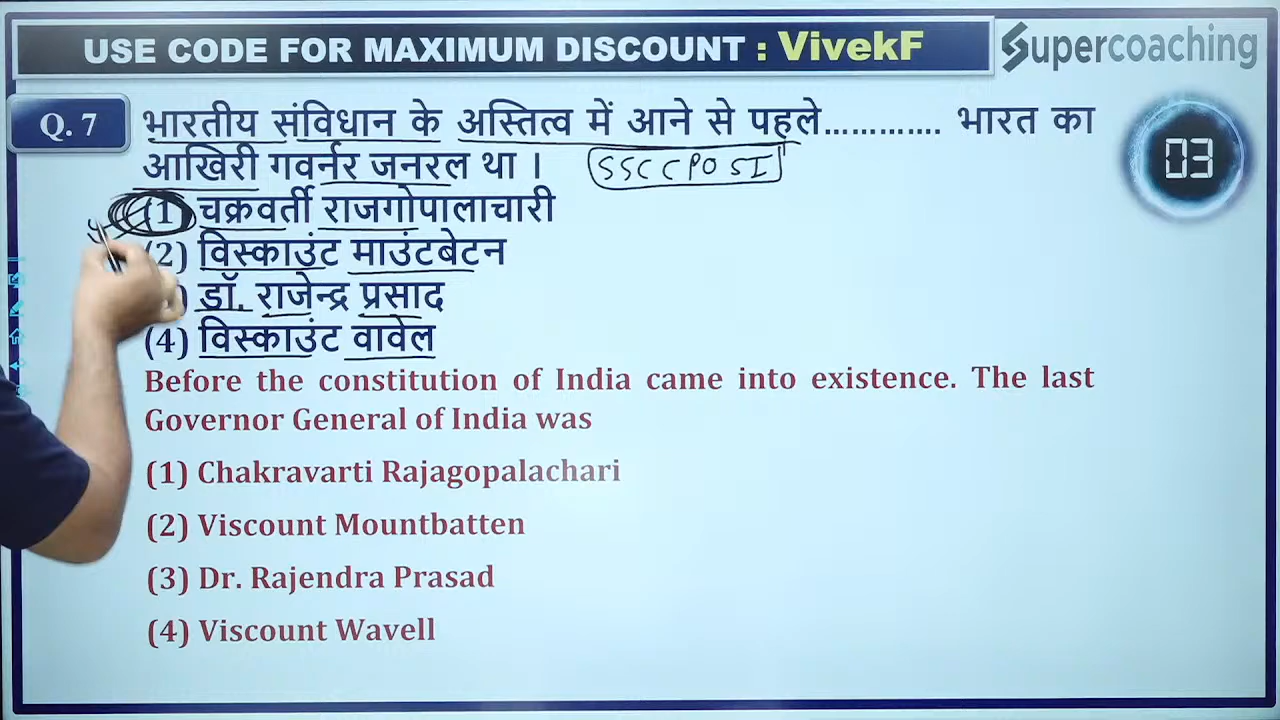 USE CODE FOR MAXIMUM DISCOUNT : VivekF
Supercoaching
Q. 7
भारतीय संविधान के अस्तित्व में आने से पहले............. भारत का
आखिरी गवर्नर जनरल था ।
SSC CPO SI
03
(1) चक्रवर्ती राजगोपालाचारी
(2) विस्काउंट माउंटबेटन
) डॉ. राजेन्द्र प्रसाद
(4) विस्काउंट वावेल
Before the constitution of India came into existence. The last
Governor General of India was
(1) Chakravarti Rajagopalachari
(2) Viscount Mountbatten
(3) Dr. Rajendra Prasad
(4) Viscount Wavell